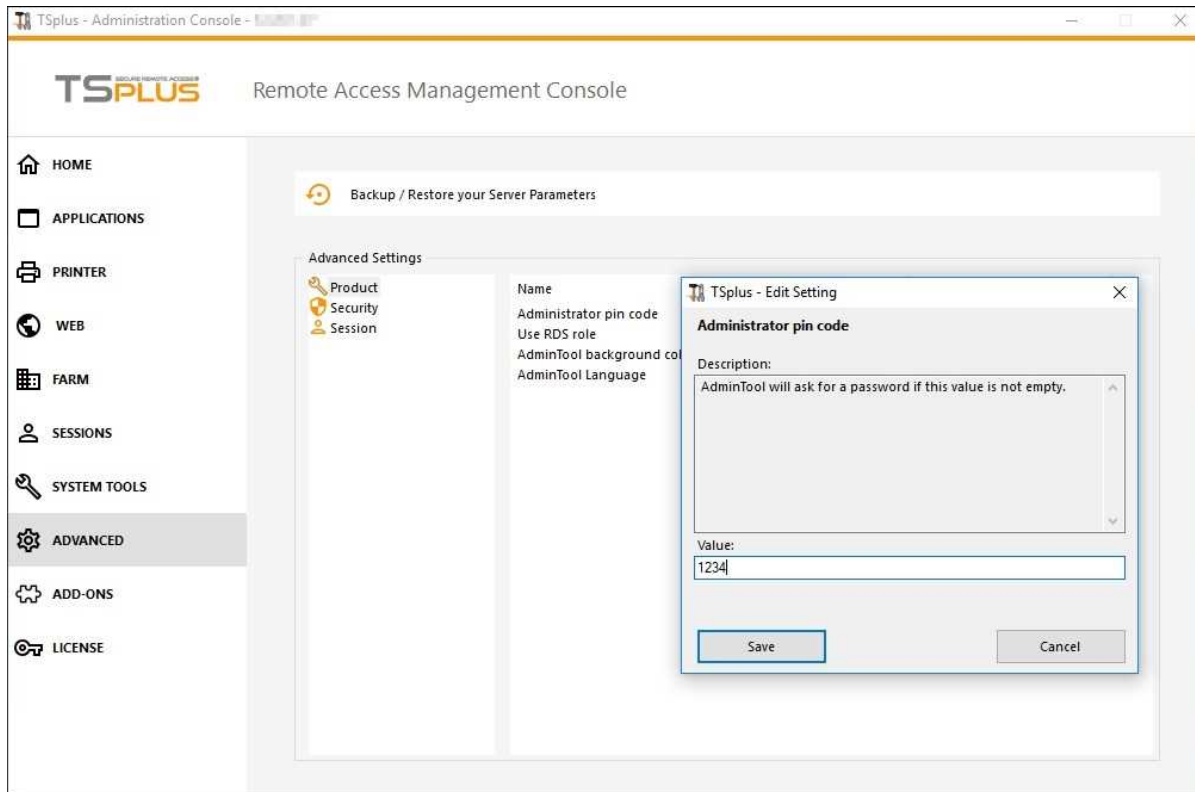 TSplus - Administration Console -
TSPLUS
SECURE REMOTE ACCESS
Remote Access Management Console
HOME
APPLICATIONS
PRINTER
WEB
FARM
SESSIONS
SYSTEM TOOLS
ADVANCED
ADD-ONS
LICENSE
Backup / Restore your Server Parameters
Advanced Settings
Product
Security
Session
Name
Administrator pin code
Use RDS role
AdminTool background col
AdminTool Language
TSplus - Edit Setting
Administrator pin code
Description:
AdminTool will ask for a password if this value is not empty.
Value:
1234
Save
Cancel